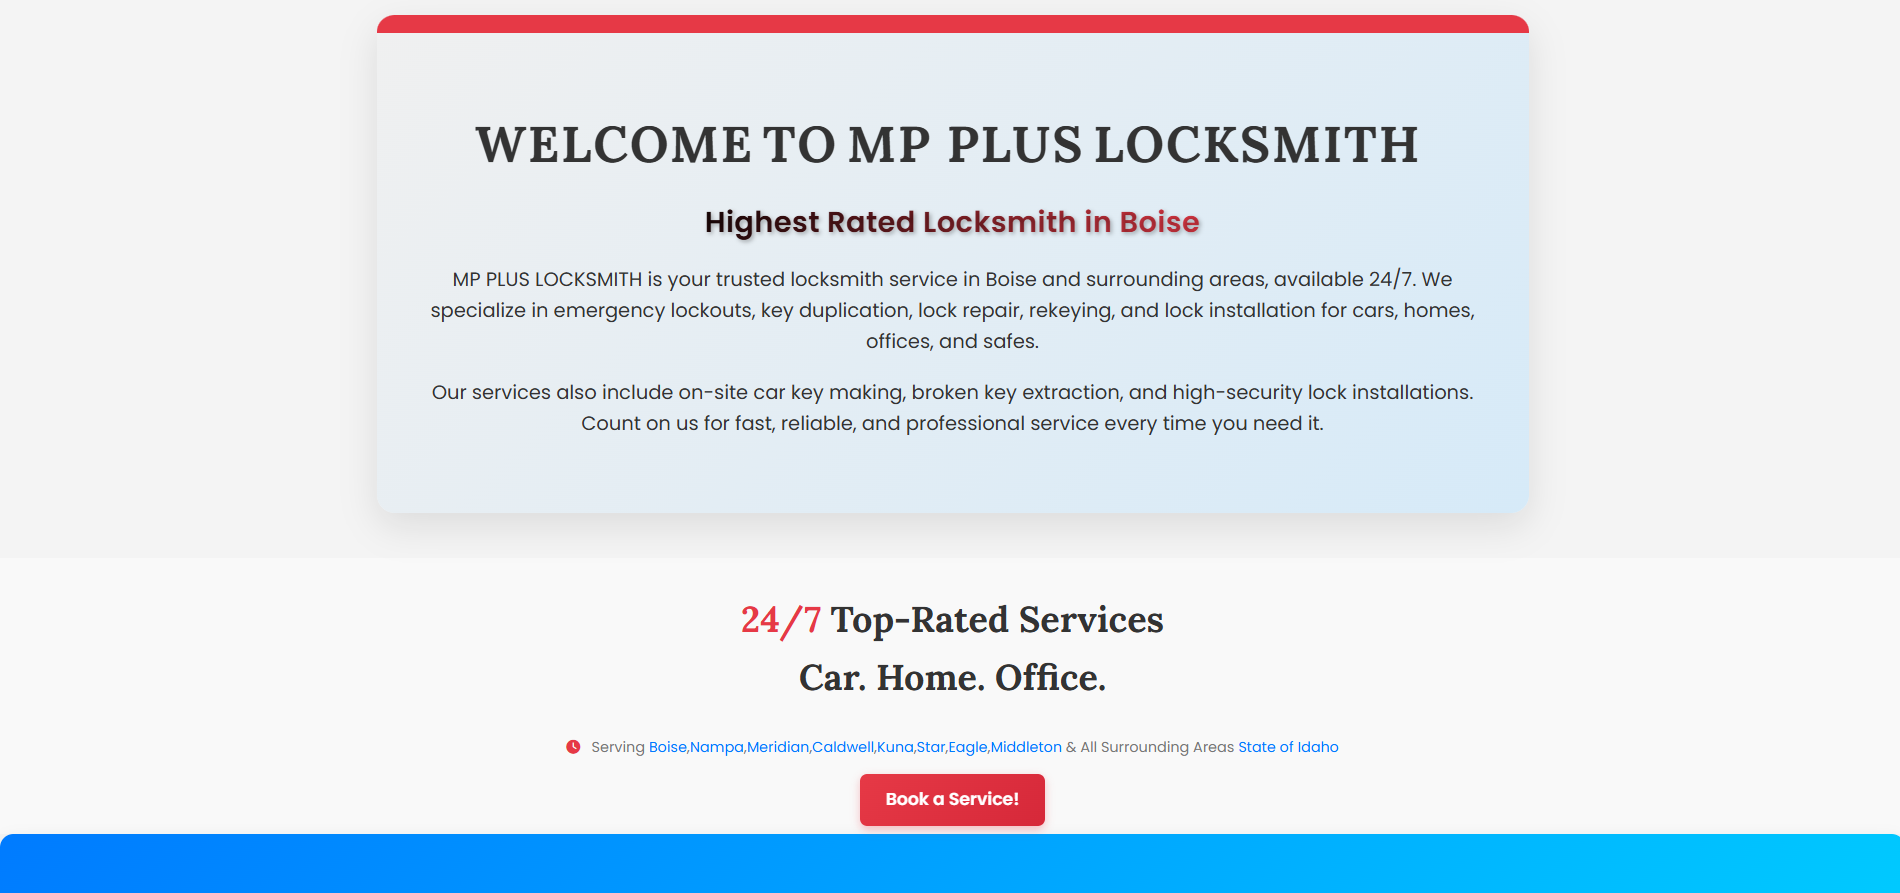 WELCOME TO MP PLUS LOCKSMITH
Highest Rated Locksmith in Boise
MP PLUS LOCKSMITH is your trusted locksmith service in Boise and surrounding areas, available 24/7. We
specialize in emergency lockouts, key duplication, lock repair, rekeying, and lock installation for cars, homes,
offices, and safes.
Our services also include on-site car key making, broken key extraction, and high-security lock installations.
Count on us for fast, reliable, and professional service every time you need it.
24/7 Top-Rated Services
Car. Home. Office.
Serving Boise,Nampa,Meridian,Caldwell,Kuna,Star,Eagle,Middleton & All Surrounding Areas State of Idaho
Book a Service!